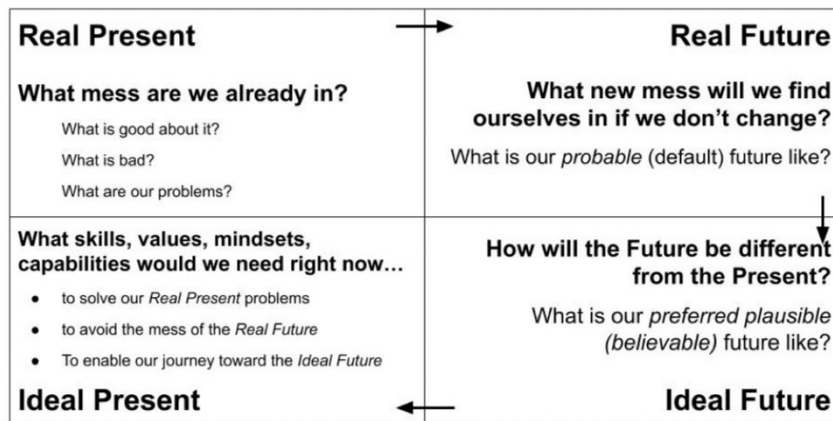 Real Present
What mess are we already in?
What is good about it?
What is bad?
What are our problems?
Real Future
What new mess will we find
ourselves in if we don’t change?
What is our probable (default) future like?
How will the Future be different
from the Present?
What is our preferred plausible
(believable) future like?
Ideal Future
What skills, values, mindsets,
capabilities would we need right now…
● to solve our Real Present problems
● to avoid the mess of the Real Future
● To enable our journey toward the Ideal Future
Ideal Present